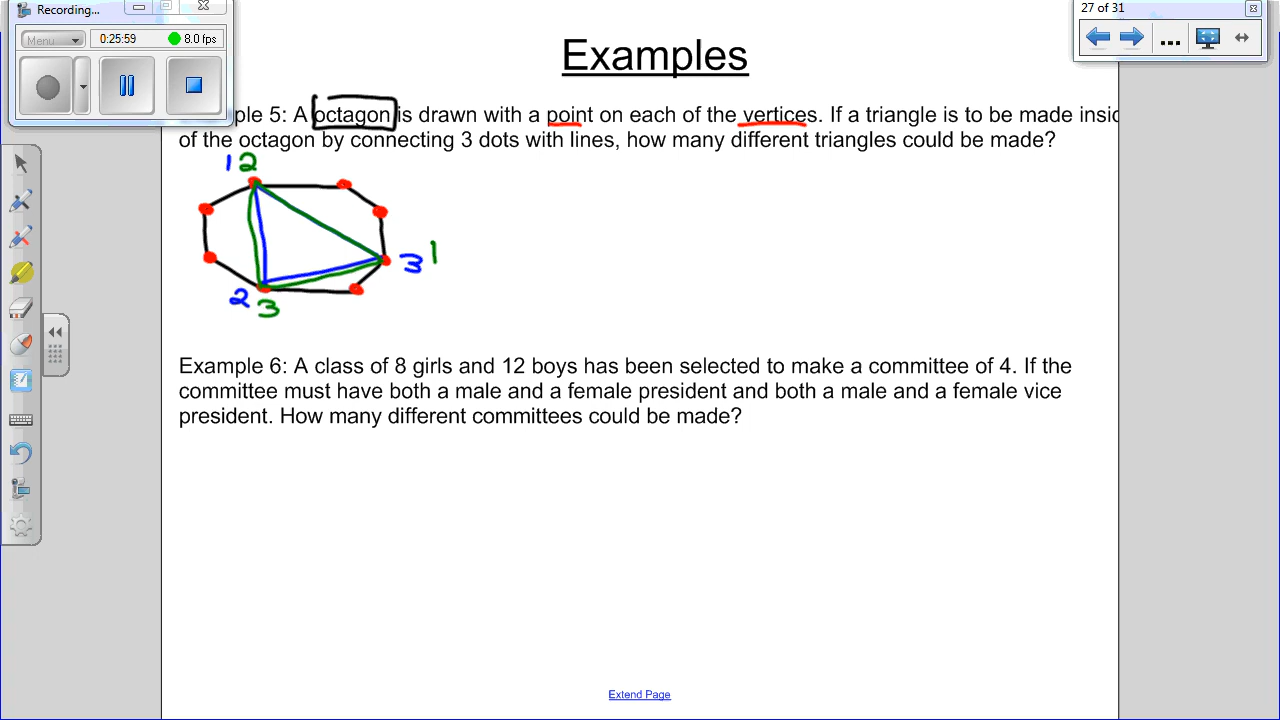 Recording...
27 of 31
Menu
0:25:59
8.0 fps
...
Examples
ple 5: A octagon is drawn with a point on each of the vertices. If a triangle is to be made insid
of the octagon by connecting 3 dots with lines, how many different triangles could be made?
1 2
3 1
2 3
Example 6: A class of 8 girls and 12 boys has been selected to make a committee of 4. If the
committee must have both a male and a female president and both a male and a female vice
president. How many different committees could be made?
Extend Page